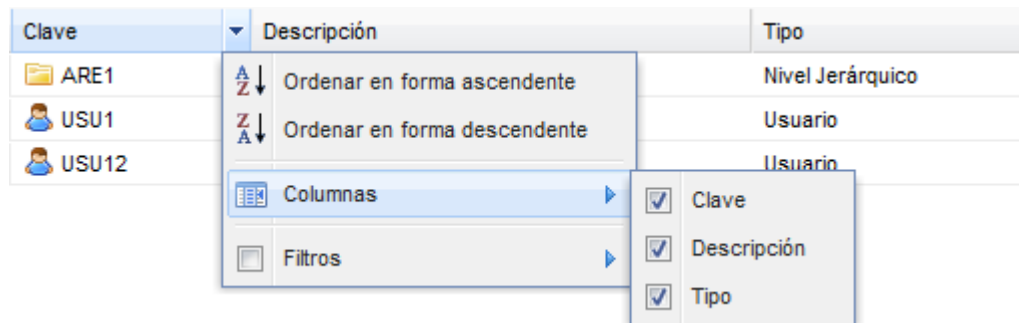 Clave Descripción Tipo
ARE1 Nivel Jerárquico
USU1 Usuario
USU12 Usuario
Ordenar en forma ascendente
Ordenar en forma descendente
Columnas
Filtros
Clave
Descripción
Tipo